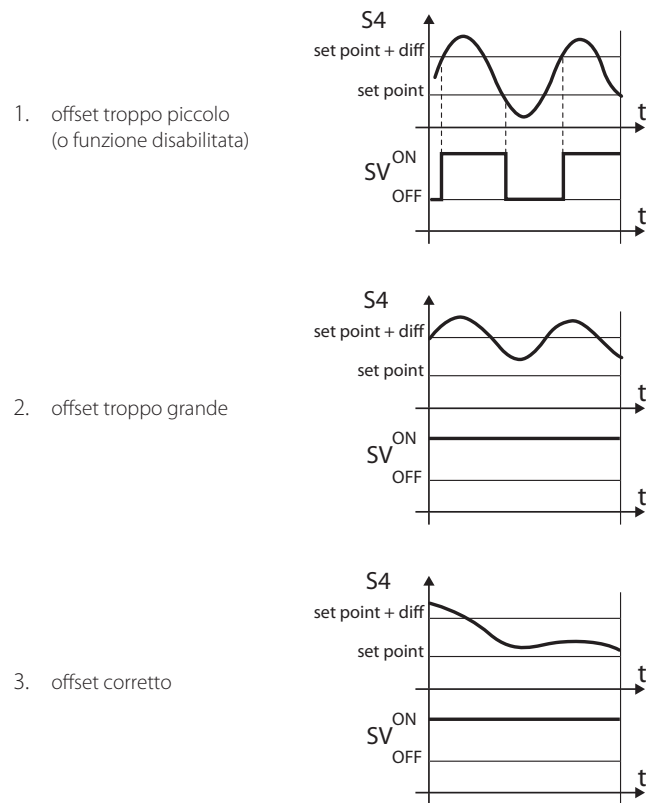 S4
set point + diff
set point
t
1. offset troppo piccolo
(o funzione disabilitata)
SV
ON
OFF
t
S4
set point + diff
set point
t
2. offset troppo grande
SV
ON
OFF
t
S4
set point + diff
set point
t
3. offset corretto
SV
ON
OFF
t